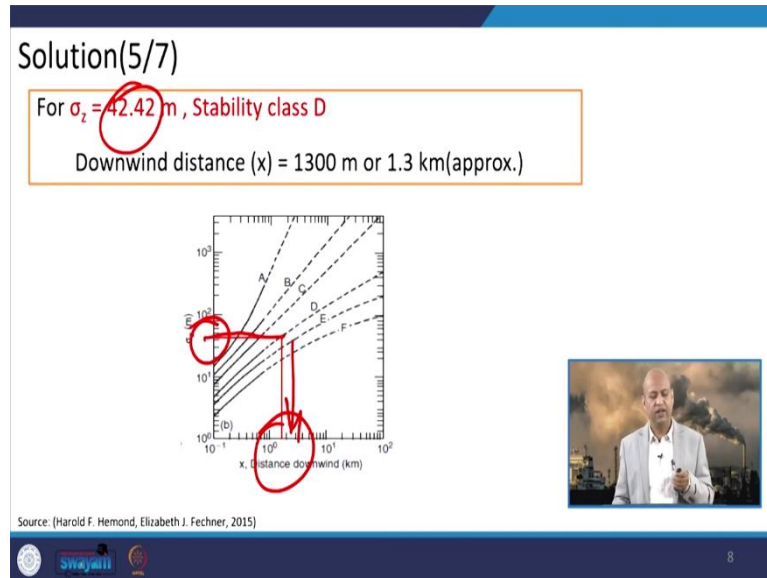 Solution(5/7)
For σz = 42.42 m , Stability class D
Downwind distance (x) = 1300 m or 1.3 km(approx.)
10³
A
B
C
D
10²
E
F
(m)
10¹
(b)
10⁰
10⁻¹ 10⁰ 10¹ 10²
x, Distance downwind (km)
Source: (Harold F. Hemond, Elizabeth J. Fechner, 2015)
swayam
8